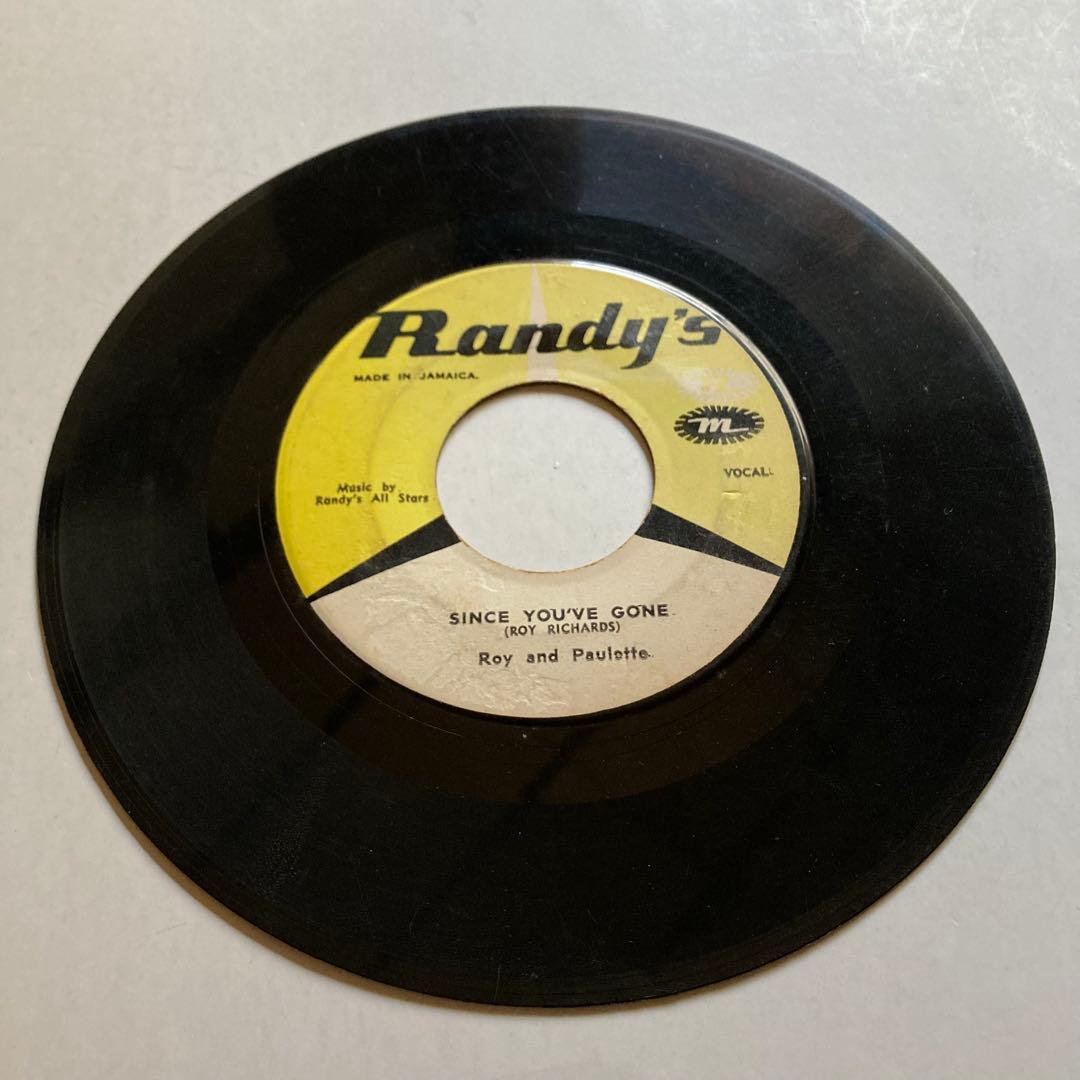 Randy's
MADE IN JAMAICA.
m
VOCAL:
Music by
Randy's All Stars
SINCE YOU'VE GONE.
(ROY RICHARDS)
Roy and Paulette.